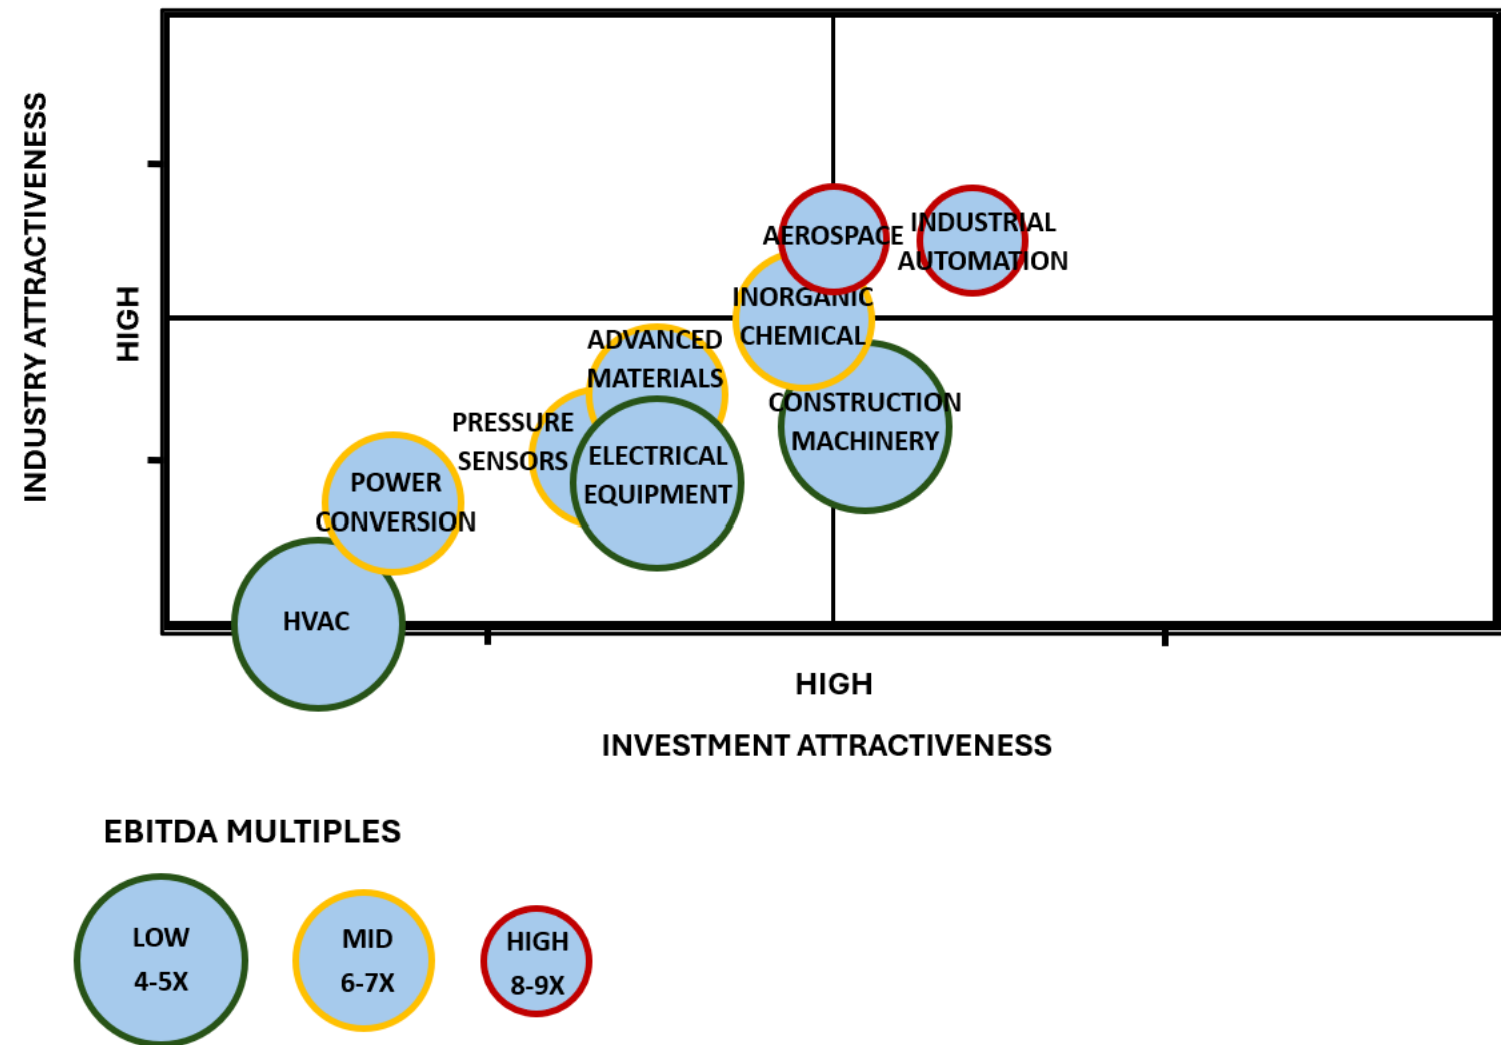 INDUSTRY ATTRACTIVENESS
HIGH
AEROSPACE
INDUSTRIAL
AUTOMATION
INORGANIC
CHEMICAL
ADVANCED
MATERIALS
CONSTRUCTION
MACHINERY
PRESSURE
SENSORS
ELECTRICAL
EQUIPMENT
POWER
CONVERSION
HVAC
HIGH
INVESTMENT ATTRACTIVENESS
EBITDA MULTIPLES
LOW
4-5X
MID
6-7X
HIGH
8-9X